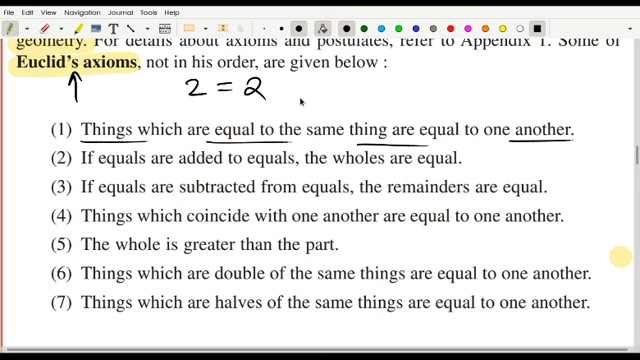 File Edit View Navigation Journal Tools Help
geometry. For details about axioms and postulates, refer to Appendix 1. Some of
Euclid's axioms, not in his order, are given below :
2 = 2
(1) Things which are equal to the same thing are equal to one another.
(2) If equals are added to equals, the wholes are equal.
(3) If equals are subtracted from equals, the remainders are equal.
(4) Things which coincide with one another are equal to one another.
(5) The whole is greater than the part.
(6) Things which are double of the same things are equal to one another.
(7) Things which are halves of the same things are equal to one another.